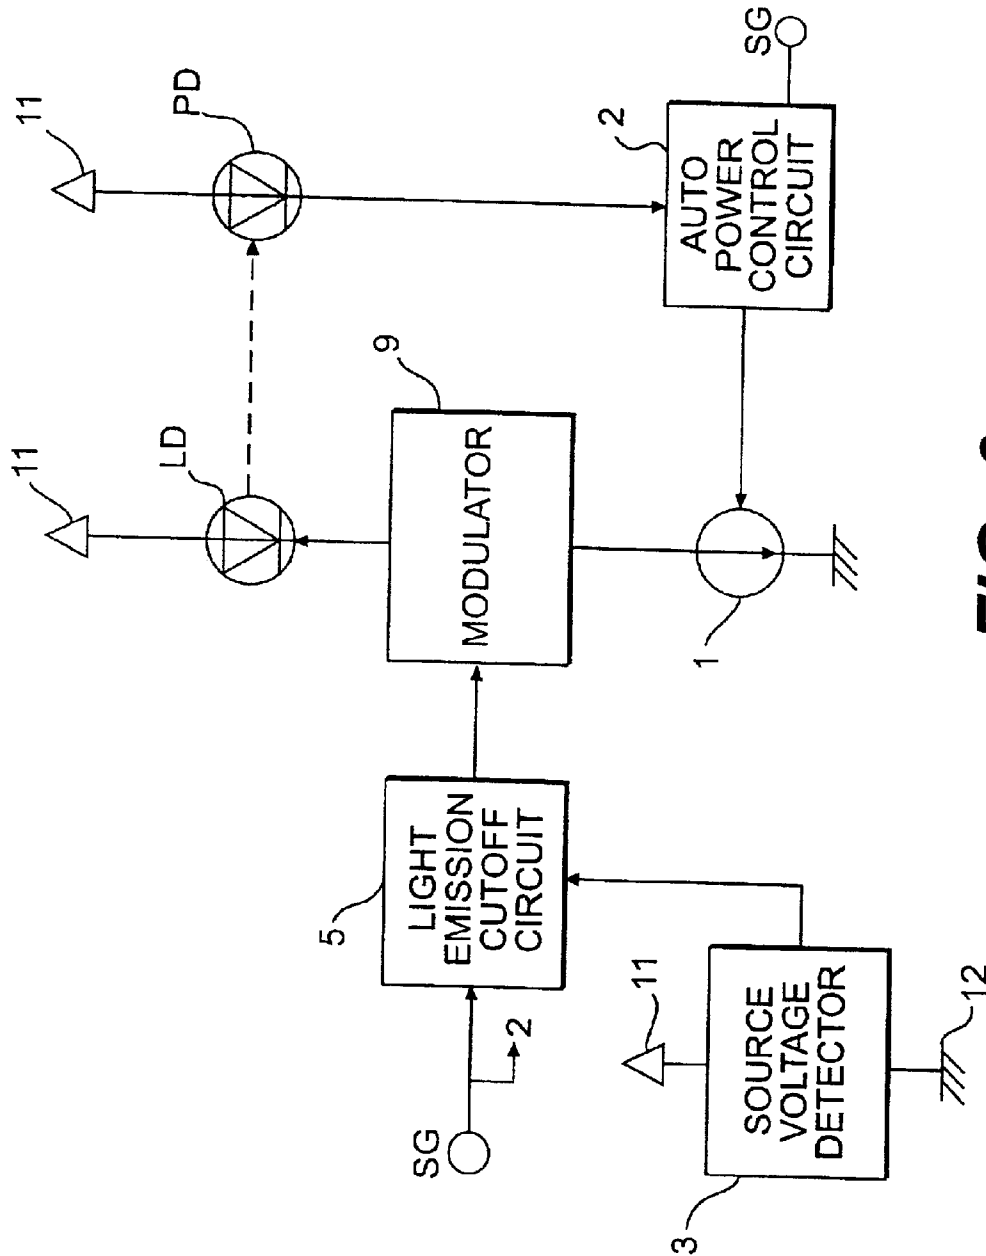 11
11
LD
PD
9
MODULATOR
5
LIGHT
EMISSION
CUTOFF
CIRCUIT
SG
2
2
AUTO
POWER
CONTROL
CIRCUIT
SG
1
11
3
SOURCE
VOLTAGE
DETECTOR
12